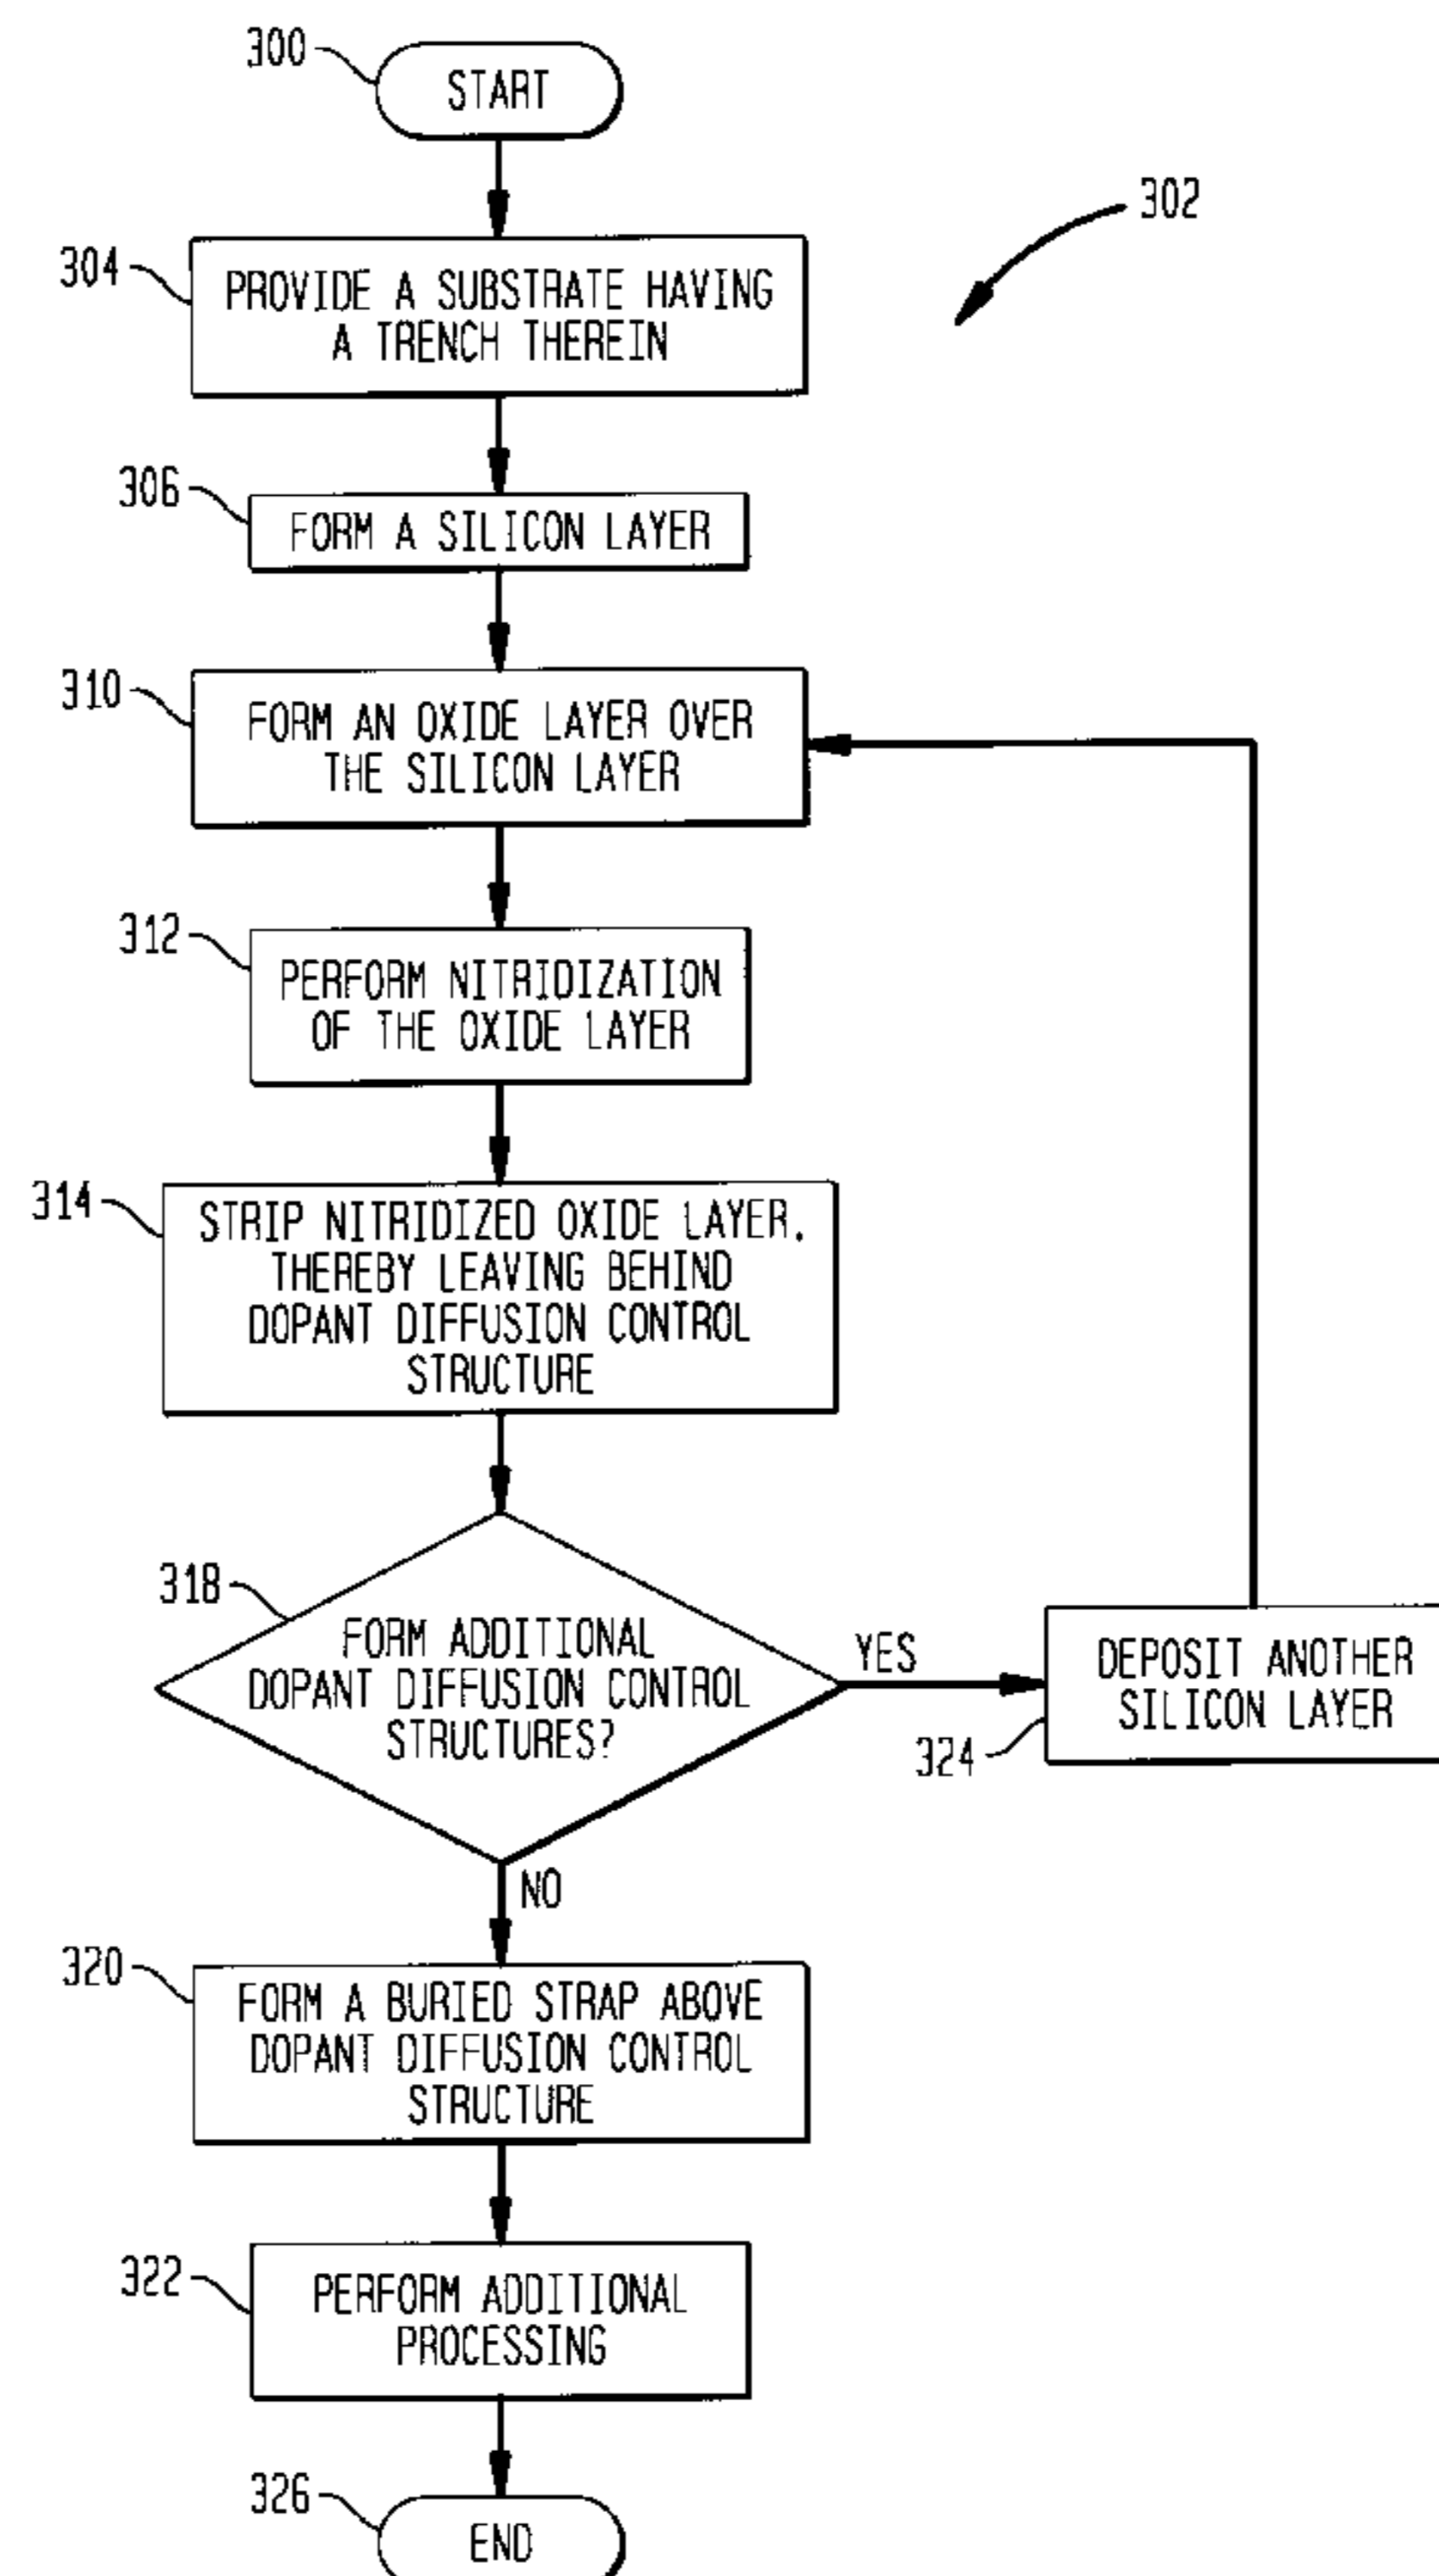 300
START
302
304
PROVIDE A SUBSTRATE HAVING
A TRENCH THEREIN
306
FORM A SILICON LAYER
310
FORM AN OXIDE LAYER OVER
THE SILICON LAYER
312
PERFORM NITRIDIZATION
OF THE OXIDE LAYER
314
STRIP NITRIDIZED OXIDE LAYER,
THEREBY LEAVING BEHIND
DOPANT DIFFUSION CONTROL
STRUCTURE
318
FORM ADDITIONAL
DOPANT DIFFUSION CONTROL
STRUCTURES?
YES
DEPOSIT ANOTHER
SILICON LAYER
324
NO
320
FORM A BURIED STRAP ABOVE
DOPANT DIFFUSION CONTROL
STRUCTURE
322
PERFORM ADDITIONAL
PROCESSING
326
END